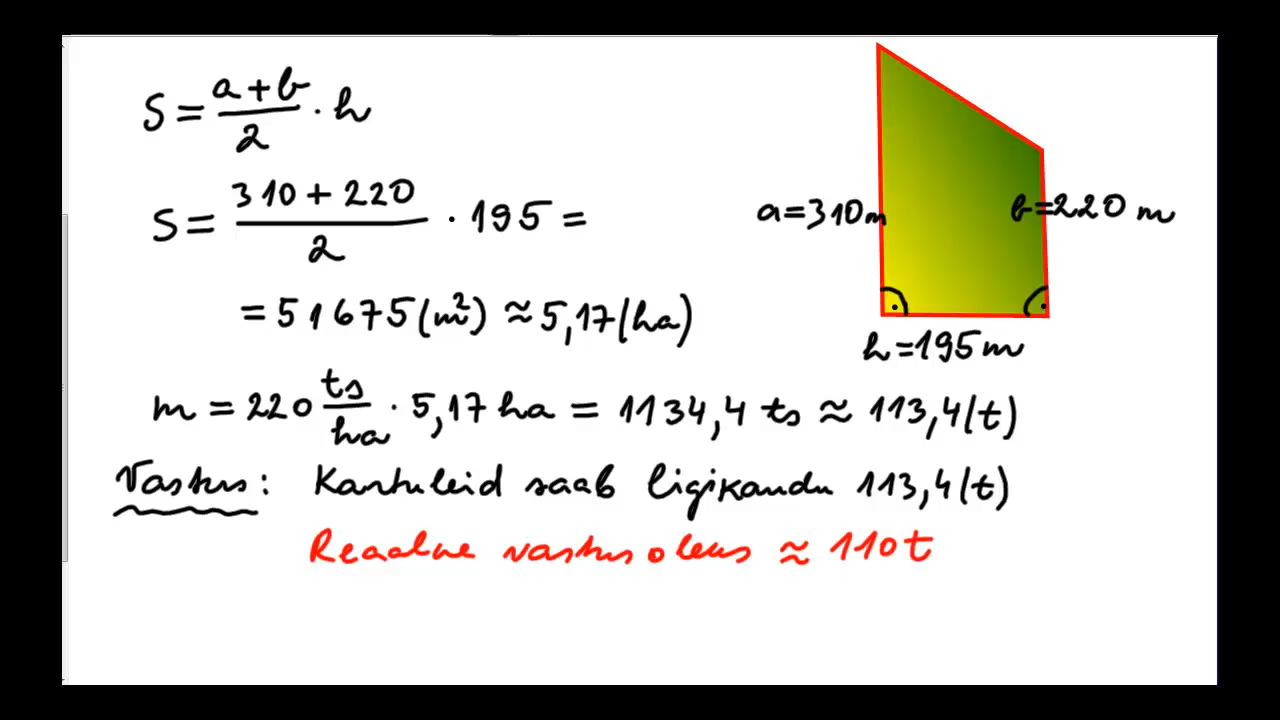 S = (a+b)/2 · h
S = (310 + 220)/2 · 195 =
= 51675 (m²) ≈ 5,17 (ha)
a=310m
b=220 m
h=195m
m = 220 ts/ha · 5,17 ha = 1134,4 ts ≈ 113,4 (t)
Vastus: Kartuleid saab ligikaudu 113,4 (t)
Reaalne vastus oleks ≈ 110 t